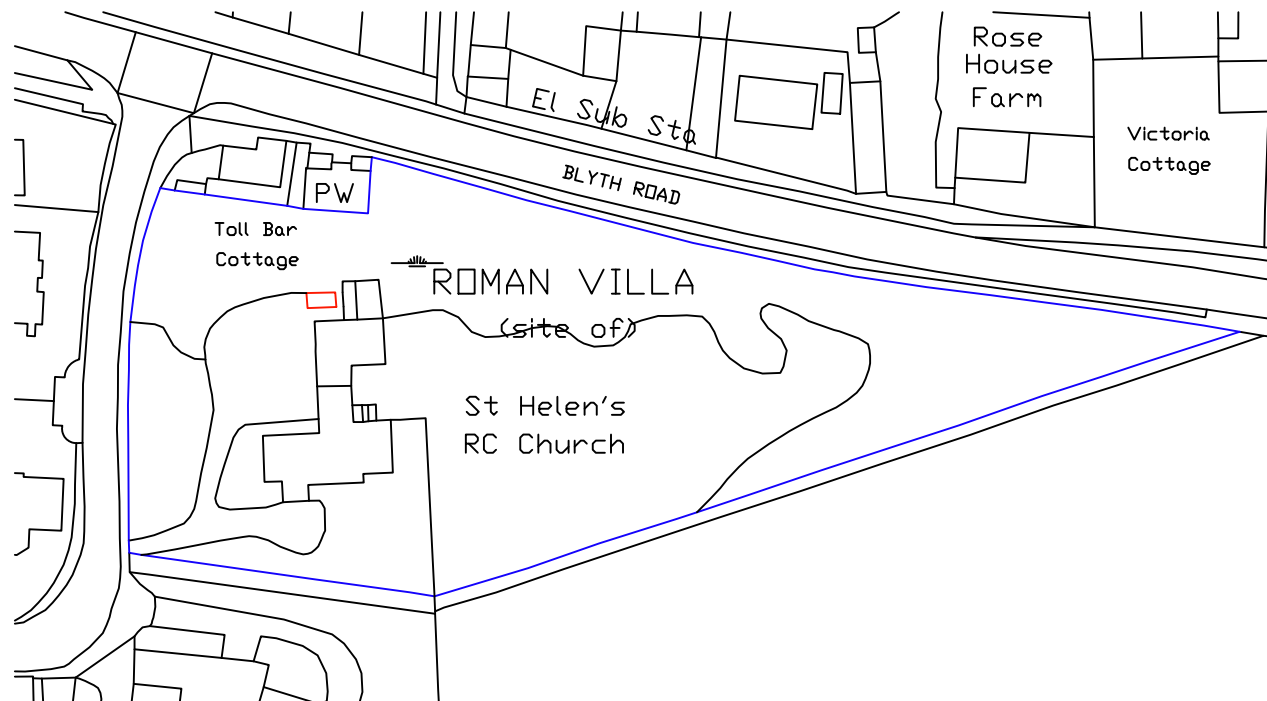 Rose
House
Farm
El Sub Sta
Victoria
Cottage
BLYTH ROAD
PW
Toll Bar
Cottage
ROMAN VILLA
(site of)
St Helen's
RC Church